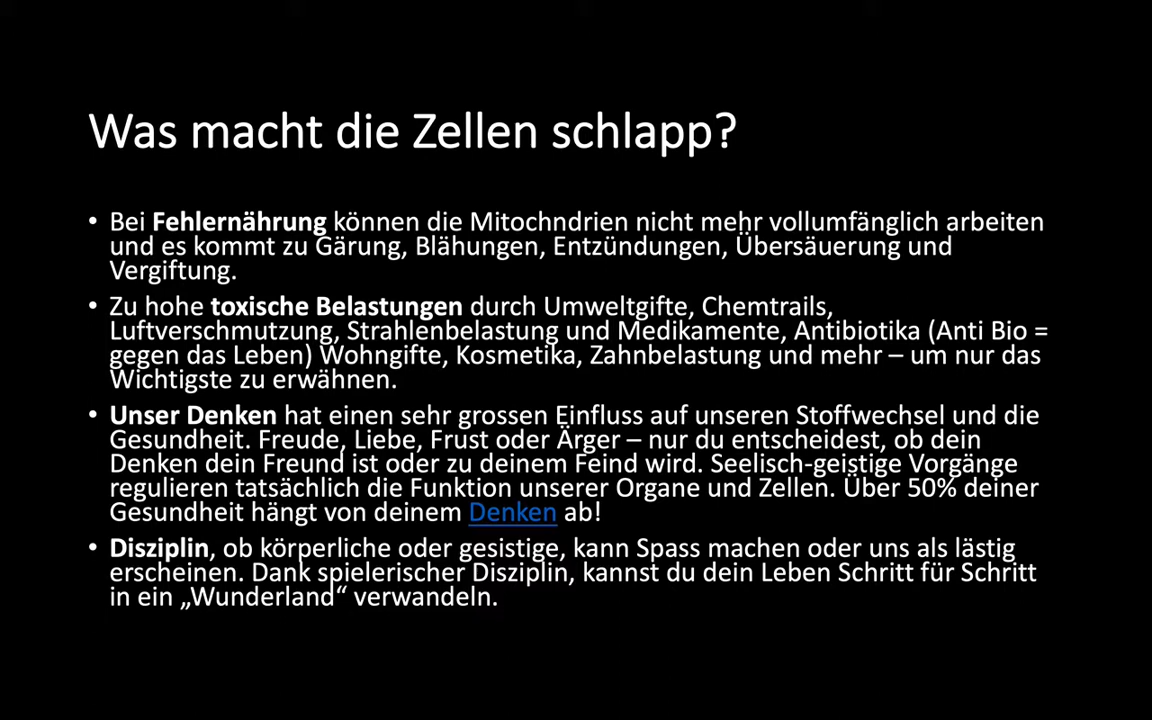 Was macht die Zellen schlapp?
• Bei Fehlernährung können die Mitochndrien nicht mehr vollumfänglich arbeiten
und es kommt zu Gärung, Blähungen, Entzündungen, Übersäuerung und
Vergiftung.
• Zu hohe toxische Belastungen durch Umweltgifte, Chemtrails,
Luftverschmutzung, Strahlenbelastung und Medikamente, Antibiotika (Anti Bio =
gegen das Leben) Wohngifte, Kosmetika, Zahnbelastung und mehr – um nur das
Wichtigste zu erwähnen.
• Unser Denken hat einen sehr grossen Einfluss auf unseren Stoffwechsel und die
Gesundheit. Freude, Liebe, Frust oder Ärger – nur du entscheidest, ob dein
Denken dein Freund ist oder zu deinem Feind wird. Seelisch-geistige Vorgänge
regulieren tatsächlich die Funktion unserer Organe und Zellen. Über 50% deiner
Gesundheit hängt von deinem Denken ab!
• Disziplin, ob körperliche oder gesistige, kann Spass machen oder uns als lästig
erscheinen. Dank spielerischer Disziplin, kannst du dein Leben Schritt für Schritt
in ein „Wunderland“ verwandeln.